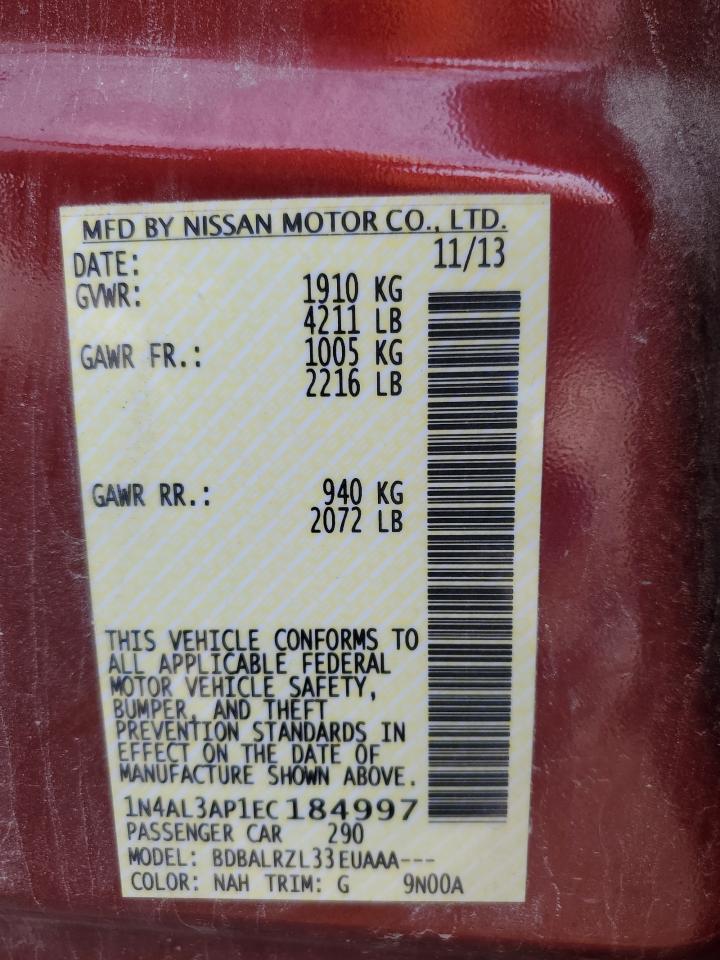 MFD BY NISSAN MOTOR CO., LTD.
DATE: 11/13
GVWR: 1910 KG
4211 LB
GAWR FR.: 1005 KG
2216 LB
GAWR RR.: 940 KG
2072 LB
THIS VEHICLE CONFORMS TO
ALL APPLICABLE FEDERAL
MOTOR VEHICLE SAFETY,
BUMPER, AND THEFT
PREVENTION STANDARDS IN
EFFECT ON THE DATE OF
MANUFACTURE SHOWN ABOVE.
1N4AL3AP1EC184997
PASSENGER CAR 290
MODEL: BDBALRZL33EUAAA---
COLOR: NAH TRIM: G 9N00A